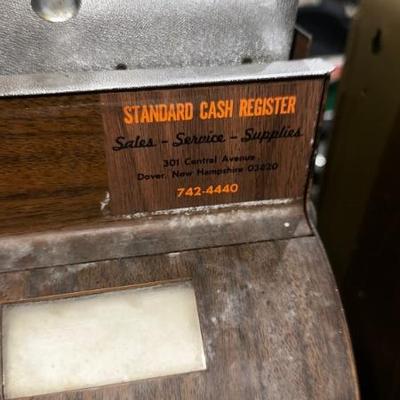 STANDARD CASH REGISTER
Sales - Service - Supplies
301 Central Avenue
Dover, New Hampshire 03820
742-4440